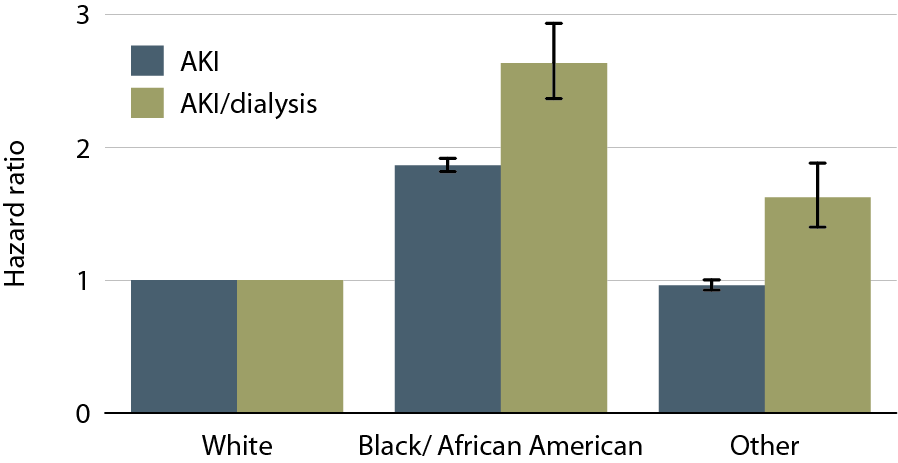 3
AKI
AKI/dialysis
2
Hazard ratio
1
0
White
Black/ African American
Other